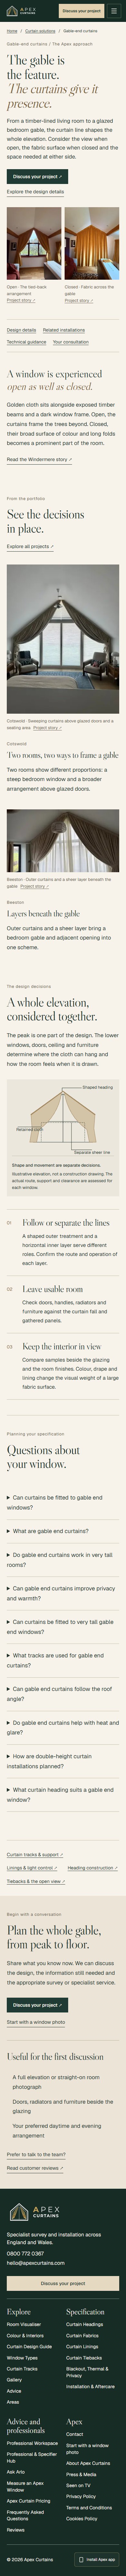 APEX
CURTAINS
Discuss your project
Home / Curtain solutions / Gable-end curtains
Gable-end curtains / The Apex approach
The gable is
the feature.
The curtains give it
presence.
From a timber-lined living room to a glazed
bedroom gable, the curtain line shapes the
whole elevation. Consider the view when
open, the fabric return when closed and the
space needed at either side.
Discuss your project ↗
Explore the design details
Open · The tied-back
arrangement
Project story ↗
Closed · Fabric across the
gable
Project story ↗
Design details
Related installations
Technical guidance
Your consultation
A window is experienced
open as well as closed.
Golden cloth sits alongside exposed timber
beams and a dark window frame. Open, the
curtains frame the trees beyond. Closed,
their broad surface of colour and long folds
becomes a prominent part of the room.
Read the Windermere story ↗
From the portfolio
See the decisions
in place.
Explore all projects ↗
Cotswold · Sweeping curtains above glazed doors and a
seating area · Project story ↗
Cotswold
Two rooms, two ways to frame a gable
Two rooms show different proportions: a
sleep bedroom window and a broader
arrangement above glazed doors.
Beeston · Outer curtains and a sheer layer beneath the
gable · Project story ↗
Beeston
Layers beneath the gable
Outer curtains and a sheer layer bring a
bedroom gable and adjacent opening into
one scheme.
The design decisions
A whole elevation,
considered together.
The peak is one part of the design. The lower
windows, doors, ceiling and furniture
determine where the cloth can hang and
how the room feels when it is drawn.
Shaped heading
Separate sheer line
Shape and movement are separate decisions.
Illustrative elevation, not a construction drawing. The
actual route, support and clearance are assessed for
each window.
01
Follow or separate the lines
A shaped outer treatment and a
horizontal inner layer solve different
roles. Confirm the route and operation of
each layer.
02
Leave usable room
Check doors, handles, radiators and
furniture against the curtain fall and
gathered panels.
03
Keep the interior in view
Compare samples beside the glazing
and the room finishes. Colour, drape and
lining change the visual weight of a large
fabric surface.
Planning your specification
Questions about
your window.
▶ Can curtains be fitted to gable end
windows?
▶ What are gable end curtains?
▶ Do gable end curtains work in very tall
rooms?
▶ Can gable end curtains improve privacy
and warmth?
▶ Can curtains be fitted to very tall gable
end windows?
▶ What tracks are used for gable end
curtains?
▶ Can gable end curtains follow the roof
angle?
▶ Do gable end curtains help with heat and
glare?
▶ How are double-height curtain
installations planned?
▶ What curtain heading suits a gable end
window?
Curtain tracks & support ↗
Linings & light control ↗
Heading construction ↗
Tiebacks & the open view ↗
Begin with a conversation
Plan the whole gable,
from peak to floor.
Share what you know now. We can discuss
the design, the information still needed and
the appropriate survey or specialist service.
Discuss your project ↗
Start with a window photo
Useful for the first discussion
A full elevation or straight-on room
photograph
Doors, radiators and furniture beside the
glazing
Your preferred daytime and evening
arrangement
Prefer to talk to the team?
Read customer reviews ↗
APEX
CURTAINS
Specialist survey and installation across
England and Wales.
0800 772 0367
hello@apexcurtains.com
Discuss your project
Explore
Room Visualiser
Colour & Interiors
Curtain Design Guide
Window Types
Curtain Tracks
Gallery
Advice
Areas
Specification
Curtain Headings
Curtain Fabrics
Curtain Linings
Curtain Tiebacks
Blackout, Thermal &
Privacy
Installation & Aftercare
Advice and
professionals
Professional Workspace
Professional & Specifier
Hub
Ask Arlo
Measure an Apex
Window
Apex Curtain Pricing
Frequently Asked
Questions
Reviews
Apex
Contact
Start with a window
photo
About Apex Curtains
Press & Media
Seen on TV
Privacy Policy
Terms and Conditions
Cookies Policy
© 2026 Apex Curtains
Install Apex app